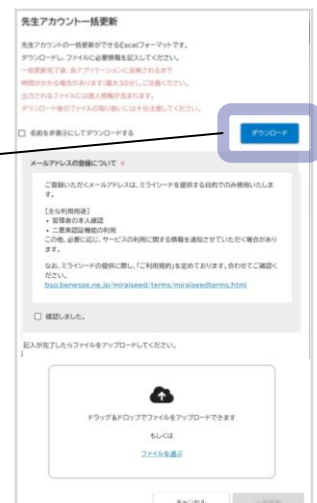 先生アカウント一括更新
先生アカウントの一括更新ができるExcelフォーマットです。
ダウンロードし、ファイルに必要情報を記入してください。
一括更新完了後、各アプリケーションに反映されるまで
時間がかかる場合があります(最大30分)。ご注意ください。
出力されるファイルには個人情報が含まれます。
ダウンロード後のファイルの取り扱いには十分注意してください。
名前を非表示にしてダウンロードする
ダウンロード
メールアドレスの登録について *
ご登録いただくメールアドレスは、ミライシードを提供する目的でのみ使用いたしま
す。
[主な利用用途]
・管理者の本人確認
・二要素認証機能の利用
この他、必要に応じ、サービスの利用に関する情報を通知させていただく場合があり
ます。
なお、ミライシードの提供に際し、「ご利用規約」を定めております。合わせてご確認く
ださい。
bso.benesse.ne.jp/miraiseed/terms/miraiseedterms.html
確認しました。
記入が完了したらファイルをアップロードしてください。
ドラッグ&ドロップでファイルをアップロードできます
もしくは
ファイルを選ぶ
キャンセル